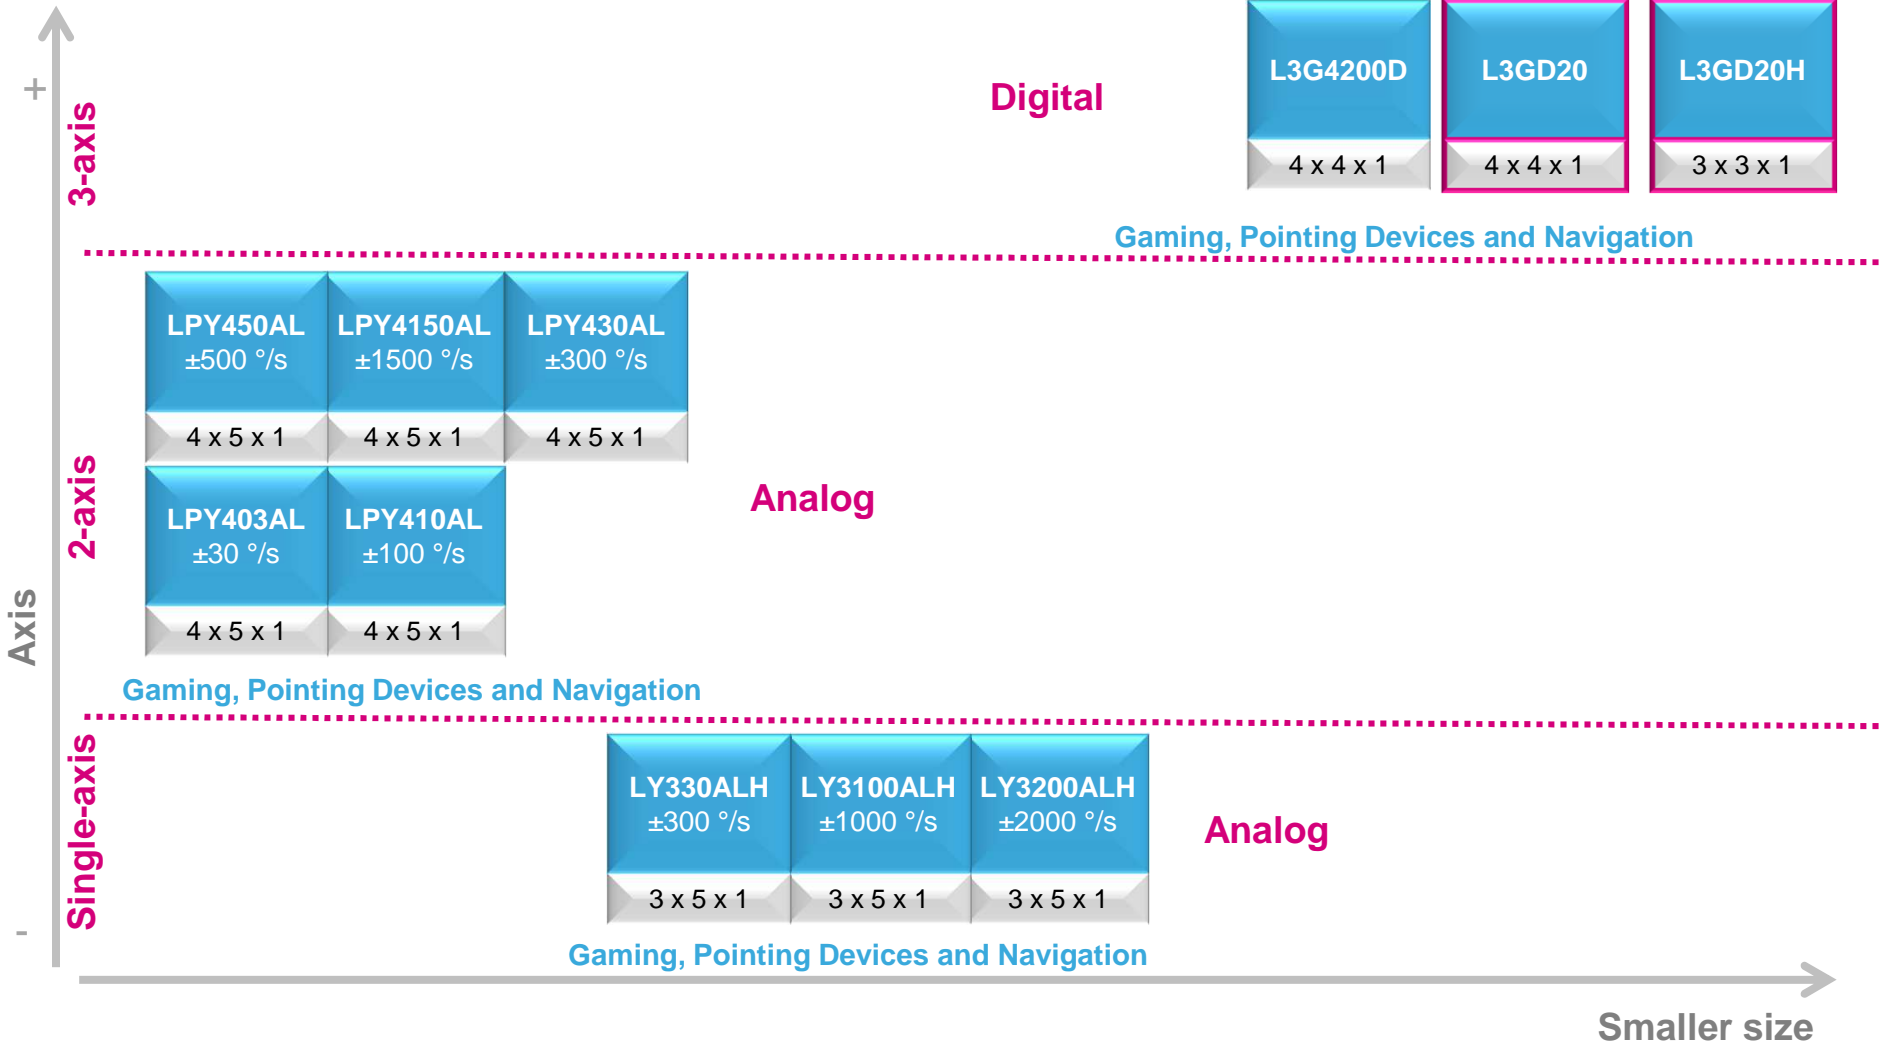 +
3-axis
Digital
L3G4200D
4 x 4 x 1
L3GD20
4 x 4 x 1
L3GD20H
3 x 3 x 1
Gaming, Pointing Devices and Navigation
2-axis
LPY450AL
±500 °/s
4 x 5 x 1
LPY4150AL
±1500 °/s
4 x 5 x 1
LPY430AL
±300 °/s
4 x 5 x 1
LPY403AL
±30 °/s
4 x 5 x 1
LPY410AL
±100 °/s
4 x 5 x 1
Analog
Gaming, Pointing Devices and Navigation
Axis
Single-axis
LY330ALH
±300 °/s
3 x 5 x 1
LY3100ALH
±1000 °/s
3 x 5 x 1
LY3200ALH
±2000 °/s
3 x 5 x 1
Analog
-
Gaming, Pointing Devices and Navigation
Smaller size